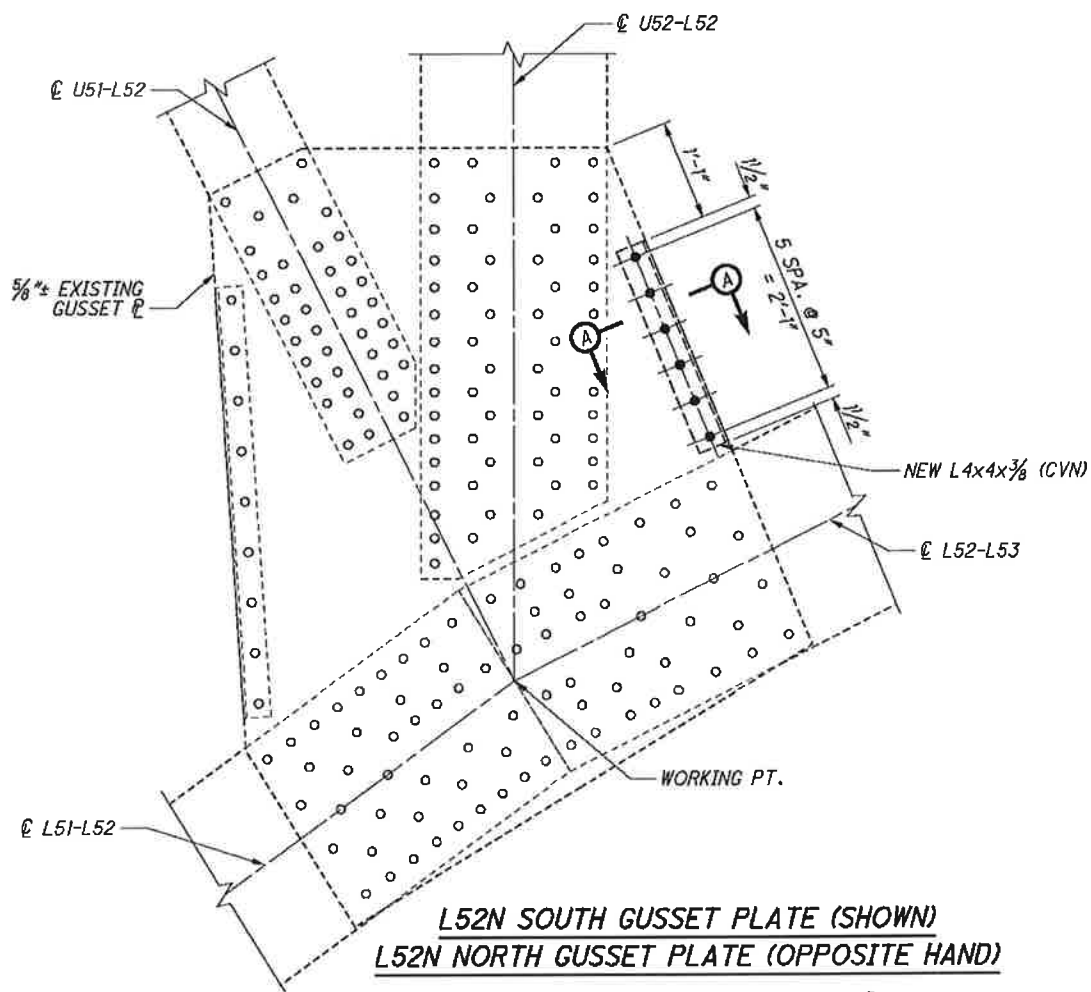 ℄ U52-L52
℄ U51-L52
1'-1"
1½"
5 SPA. @ 5"
= 2'-1"
1½"
A
A
⅝"± EXISTING
GUSSET ℄
NEW L4x4x⅜ (CVN)
℄ L52-L53
WORKING PT.
℄ L51-L52
L52N SOUTH GUSSET PLATE (SHOWN)
L52N NORTH GUSSET PLATE (OPPOSITE HAND)